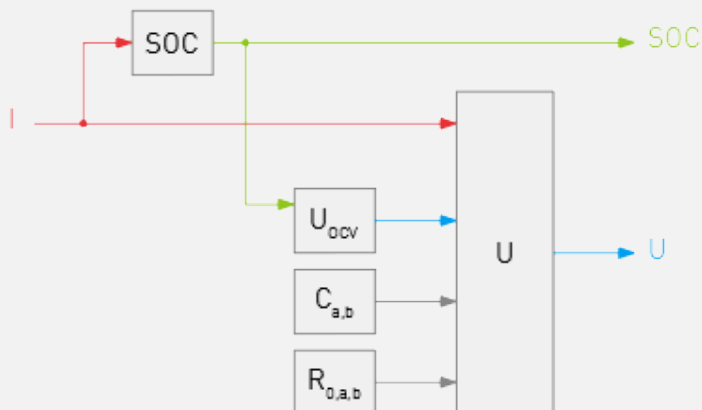 SOC
SOC
I
U_OCV
U
U
C_a,b
R_0,a,b